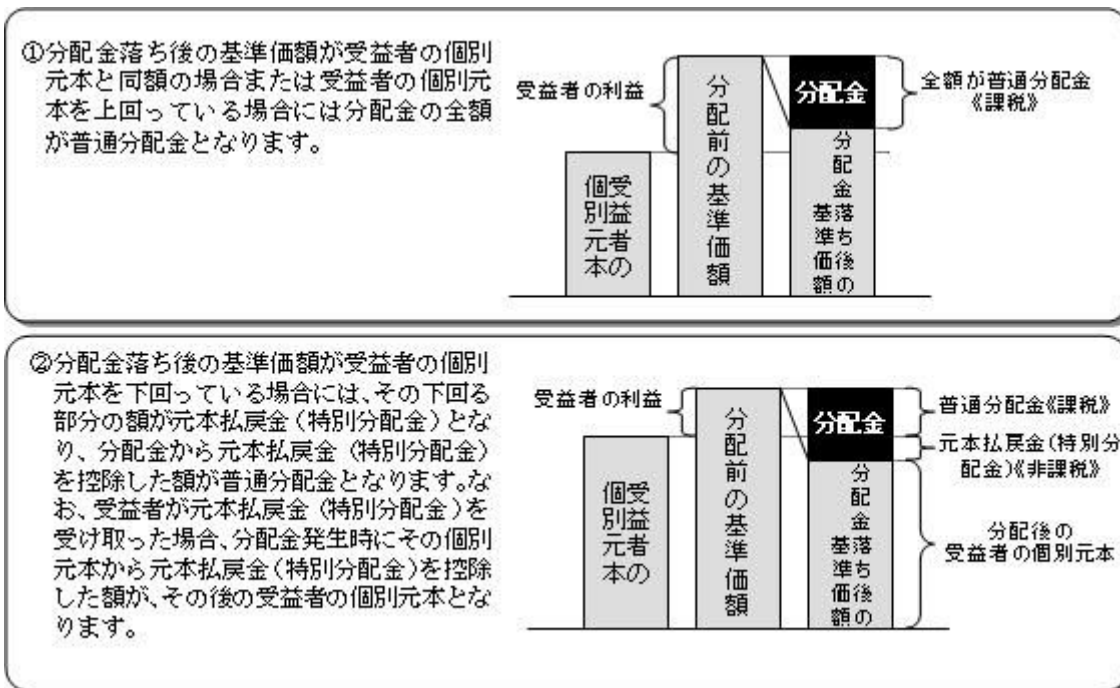 ①分配金落ち後の基準価額が受益者の個別
元本と同額の場合または受益者の個別元
本を上回っている場合には分配金の全額
が普通分配金となります。
受益者の利益
受益者の
個別元本
分配前の基準価額
分配金
分配金落ち後の
基準価額
全額が普通分配金
《課税》
②分配金落ち後の基準価額が受益者の個別
元本を下回っている場合には、その下回る
部分の額が元本払戻金(特別分配金)とな
り、分配金から元本払戻金(特別分配金)
を控除した額が普通分配金となります。な
お、受益者が元本払戻金(特別分配金)を
受け取った場合、分配金発生時にその個別
元本から元本払戻金(特別分配金)を控除
した額が、その後の受益者の個別元本とな
ります。
受益者の利益
受益者の
個別元本
分配前の基準価額
分配金
分配金落ち後の
基準価額
普通分配金《課税》
元本払戻金(特別分
配金)《非課税》
分配後の
受益者の個別元本